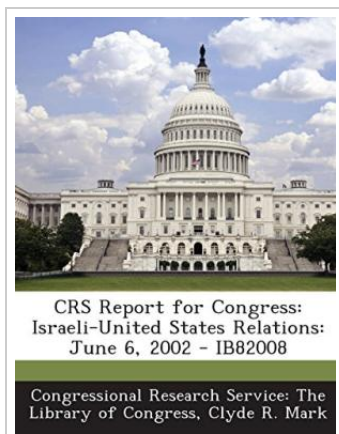 CRS Report for Congress:
Israeli-United States Relations:
June 6, 2002 - IB82008
Congressional Research Service: The
Library of Congress, Clyde R. Mark